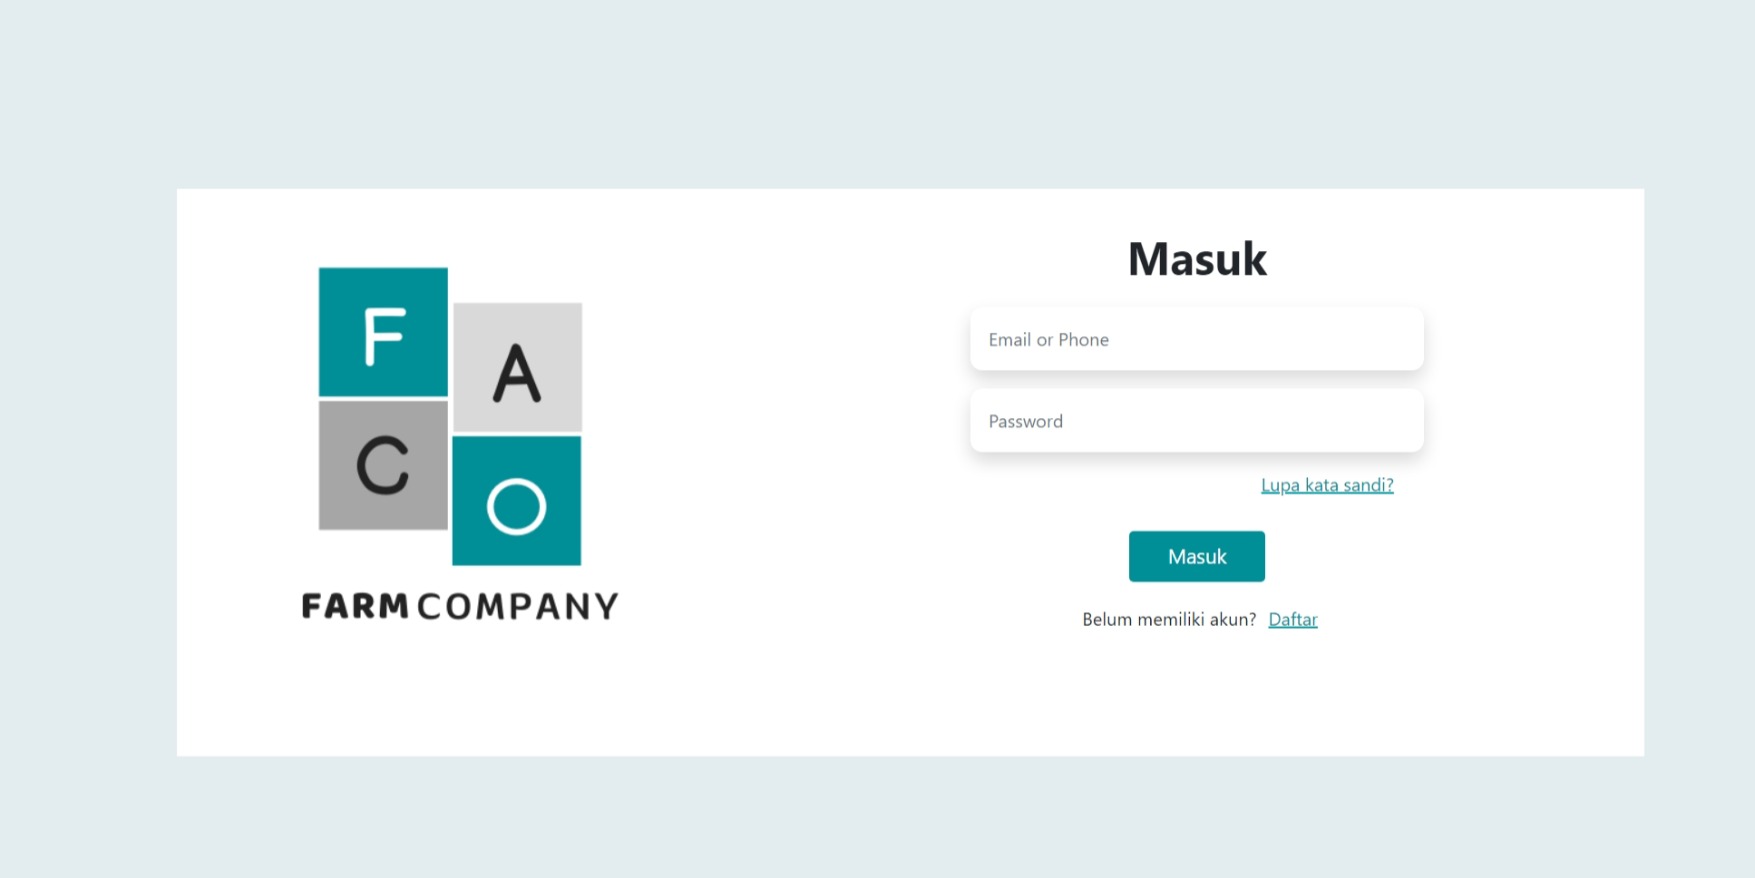 F
A
C
O
FARM COMPANY
Masuk
Email or Phone
Password
Lupa kata sandi?
Masuk
Belum memiliki akun? Daftar